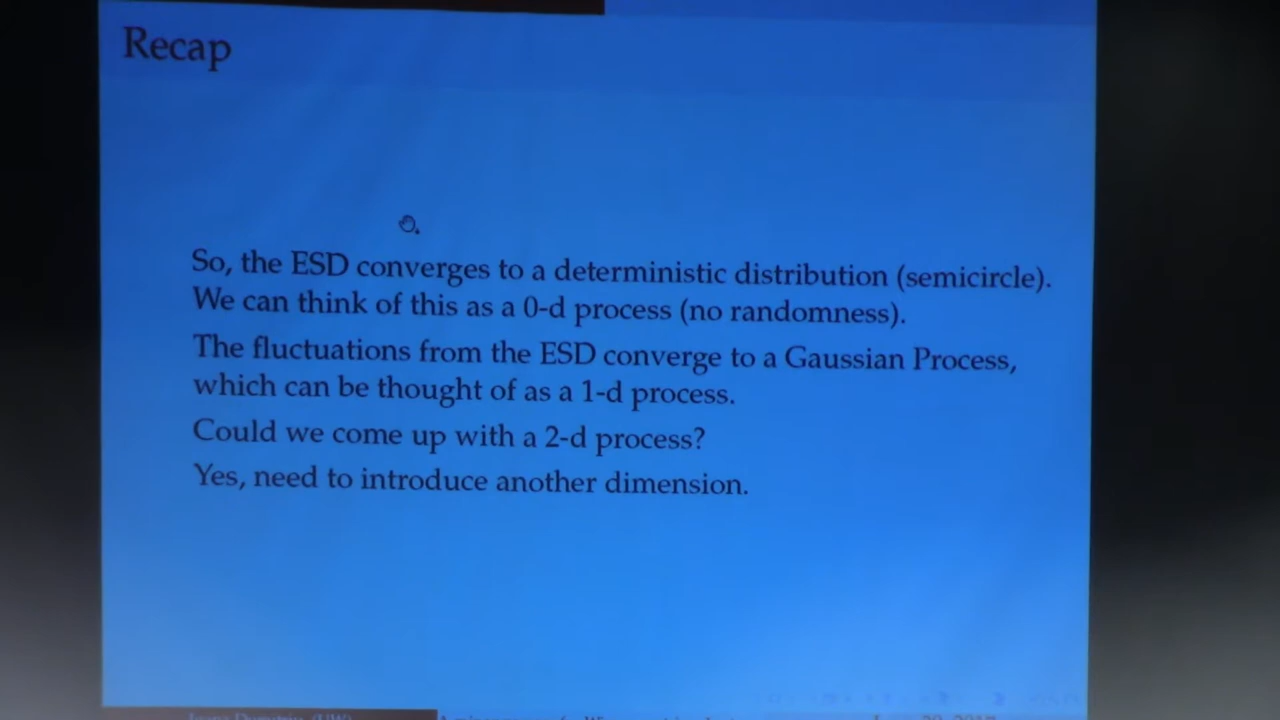 Recap
So, the ESD converges to a deterministic distribution (semicircle).
We can think of this as a 0-d process (no randomness).
The fluctuations from the ESD converge to a Gaussian Process,
which can be thought of as a 1-d process.
Could we come up with a 2-d process?
Yes, need to introduce another dimension.